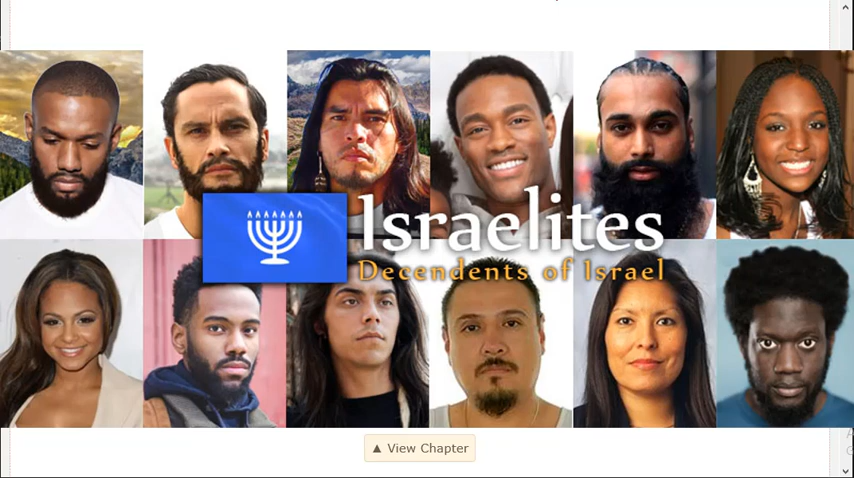 Israelites
Decendents of Israel
▲ View Chapter